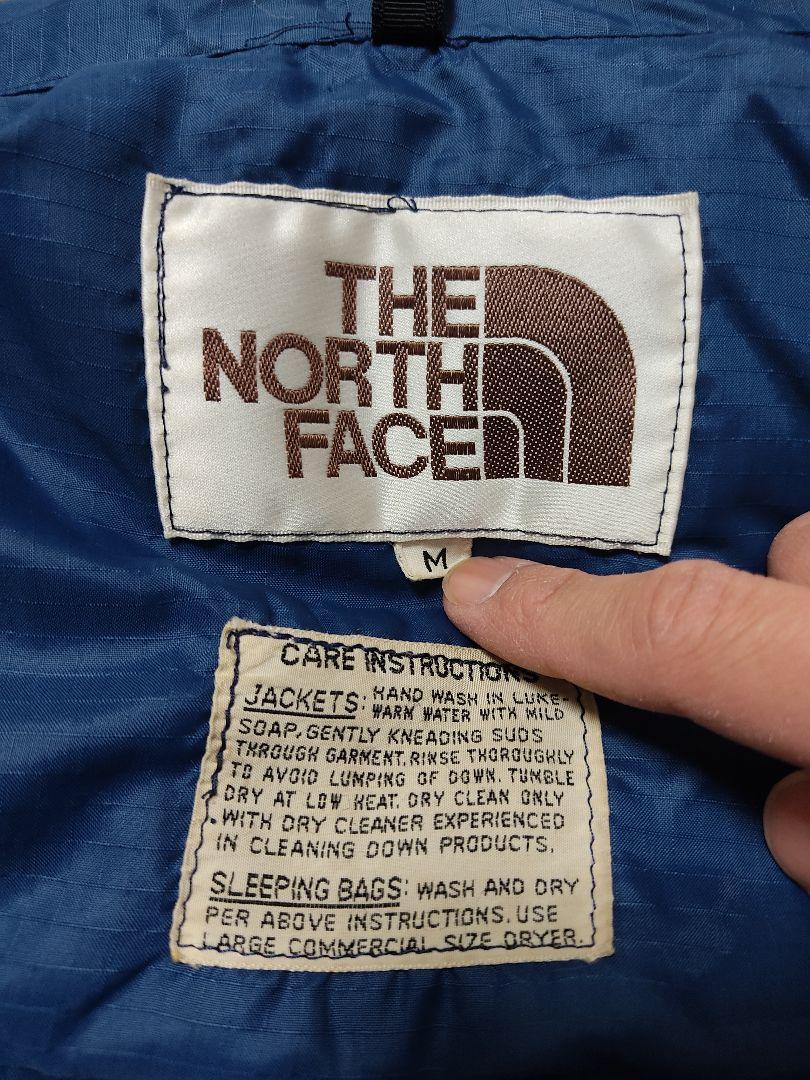 THE
NORTH
FACE
M
CARE INSTRUCTIONS
JACKETS: HAND WASH IN LUKE-
WARM WATER WITH MILD
SOAP, GENTLY KNEADING SUDS
THROUGH GARMENT. RINSE THOROUGHLY
TO AVOID LUMPING OF DOWN. TUMBLE
DRY AT LOW HEAT. DRY CLEAN ONLY
WITH DRY CLEANER EXPERIENCED
IN CLEANING DOWN PRODUCTS.
SLEEPING BAGS: WASH AND DRY
PER ABOVE INSTRUCTIONS. USE
LARGE COMMERCIAL SIZE DRYER.